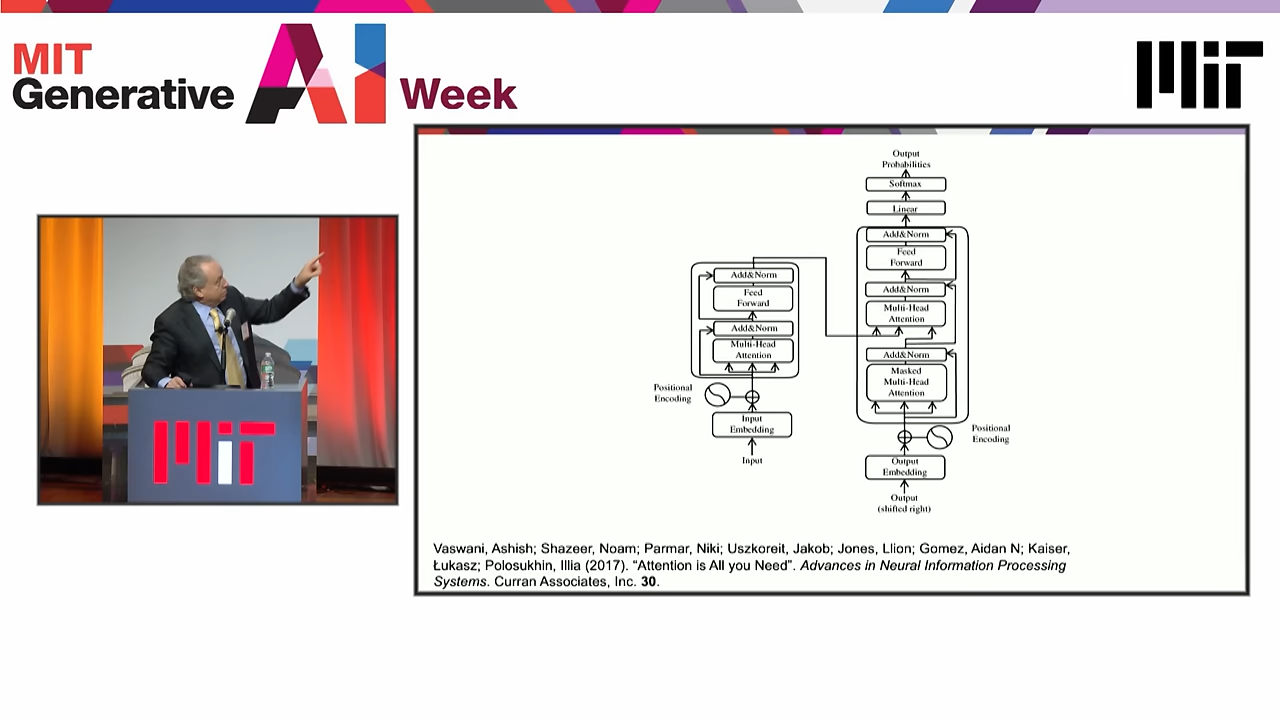 MIT
Generative AI Week
MIT
MIT
Output
Probabilities
Softmax
Linear
Add&Norm
Feed
Forward
Add&Norm
Multi-Head
Attention
Add&Norm
Masked
Multi-Head
Attention
Positional
Encoding
Output
Embedding
Output
(shifted right)
Add&Norm
Feed
Forward
Add&Norm
Multi-Head
Attention
Positional
Encoding
Input
Embedding
Input
Vaswani, Ashish; Shazeer, Noam; Parmar, Niki; Uszkoreit, Jakob; Jones, Llion; Gomez, Aidan N; Kaiser,
Łukasz; Polosukhin, Illia (2017). “Attention is All you Need”. Advances in Neural Information Processing
Systems. Curran Associates, Inc. 30.